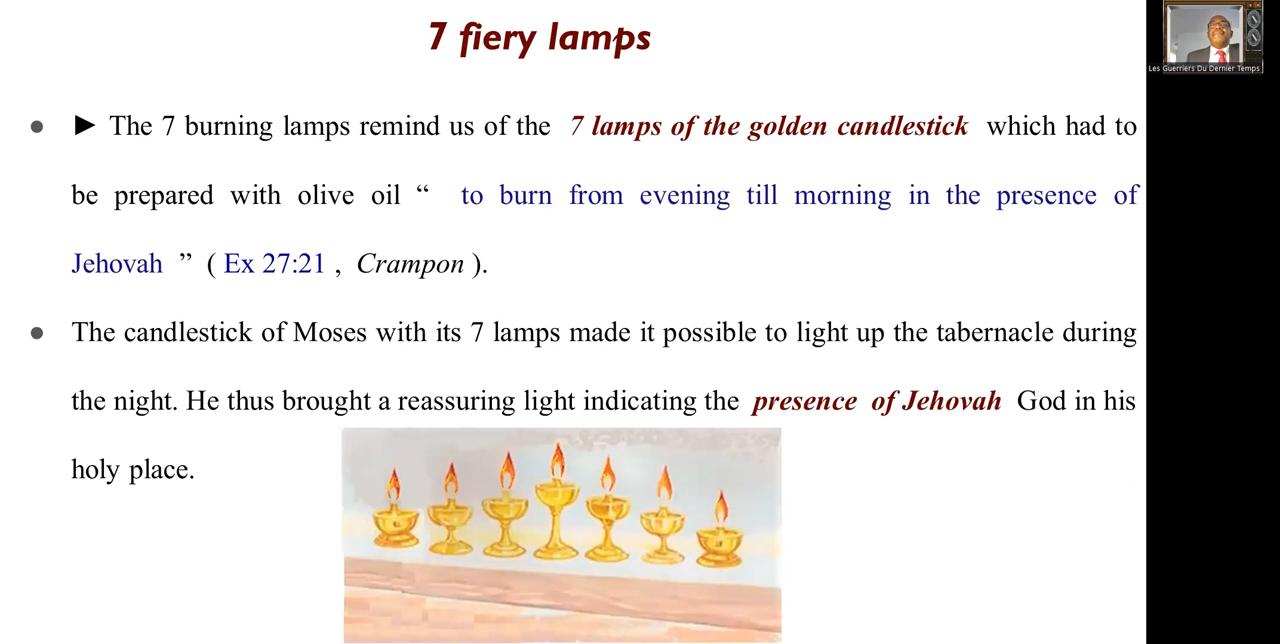 7 fiery lamps
Les Guerriers Du Dernier Temps
● ► The 7 burning lamps remind us of the 7 lamps of the golden candlestick which had to
be prepared with olive oil “ to burn from evening till morning in the presence of
Jehovah ” ( Ex 27:21 , Crampon ).
● The candlestick of Moses with its 7 lamps made it possible to light up the tabernacle during
the night. He thus brought a reassuring light indicating the presence of Jehovah God in his
holy place.